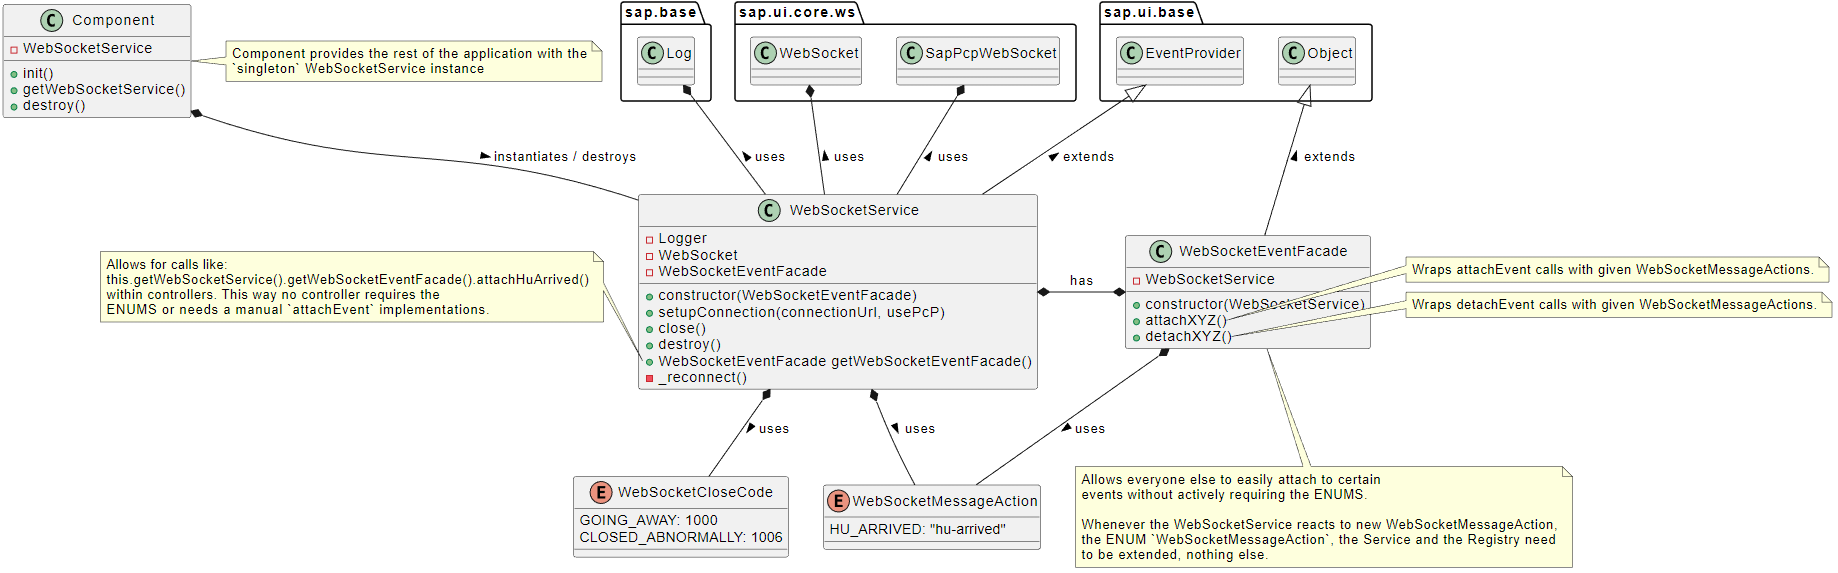 C Component
WebSocketService
init()
getWebSocketService()
destroy()
Component provides the rest of the application with the
`singleton` WebSocketService instance
sap.base
C Log
sap.ui.core.ws
C WebSocket
C SapPcpWebSocket
sap.ui.base
C EventProvider
C Object
instantiates / destroys
uses
uses
uses
extends
extends
C WebSocketService
Logger
WebSocket
WebSocketEventFacade
constructor(WebSocketEventFacade)
setupConnection(connectionUrl, usePcP)
close()
destroy()
WebSocketEventFacade getWebSocketEventFacade()
_reconnect()
Allows for calls like:
this.getWebSocketService().getWebSocketEventFacade().attachHuArrived()
within controllers. This way no controller requires the
ENUMS or needs a manual `attachEvent` implementations.
has
C WebSocketEventFacade
WebSocketService
constructor(WebSocketService)
attachXYZ()
detachXYZ()
Wraps attachEvent calls with given WebSocketMessageActions.
Wraps detachEvent calls with given WebSocketMessageActions.
uses
uses
uses
E WebSocketCloseCode
GOING_AWAY: 1000
CLOSED_ABNORMALLY: 1006
E WebSocketMessageAction
HU_ARRIVED: "hu-arrived"
Allows everyone else to easily attach to certain
events without actively requiring the ENUMS.
Whenever the WebSocketService reacts to new WebSocketMessageAction,
the ENUM `WebSocketMessageAction`, the Service and the Registry need
to be extended, nothing else.